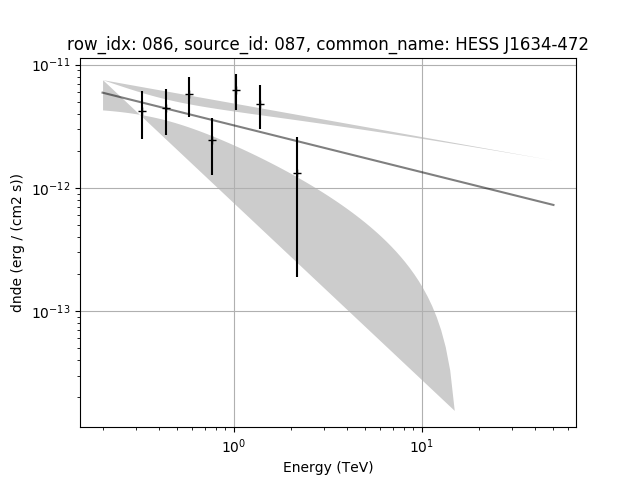 row_idx: 086, source_id: 087, common_name: HESS J1634-472
10⁻¹¹
10⁻¹²
10⁻¹³
dnde (erg / (cm2 s))
10⁰ 10¹
Energy (TeV)